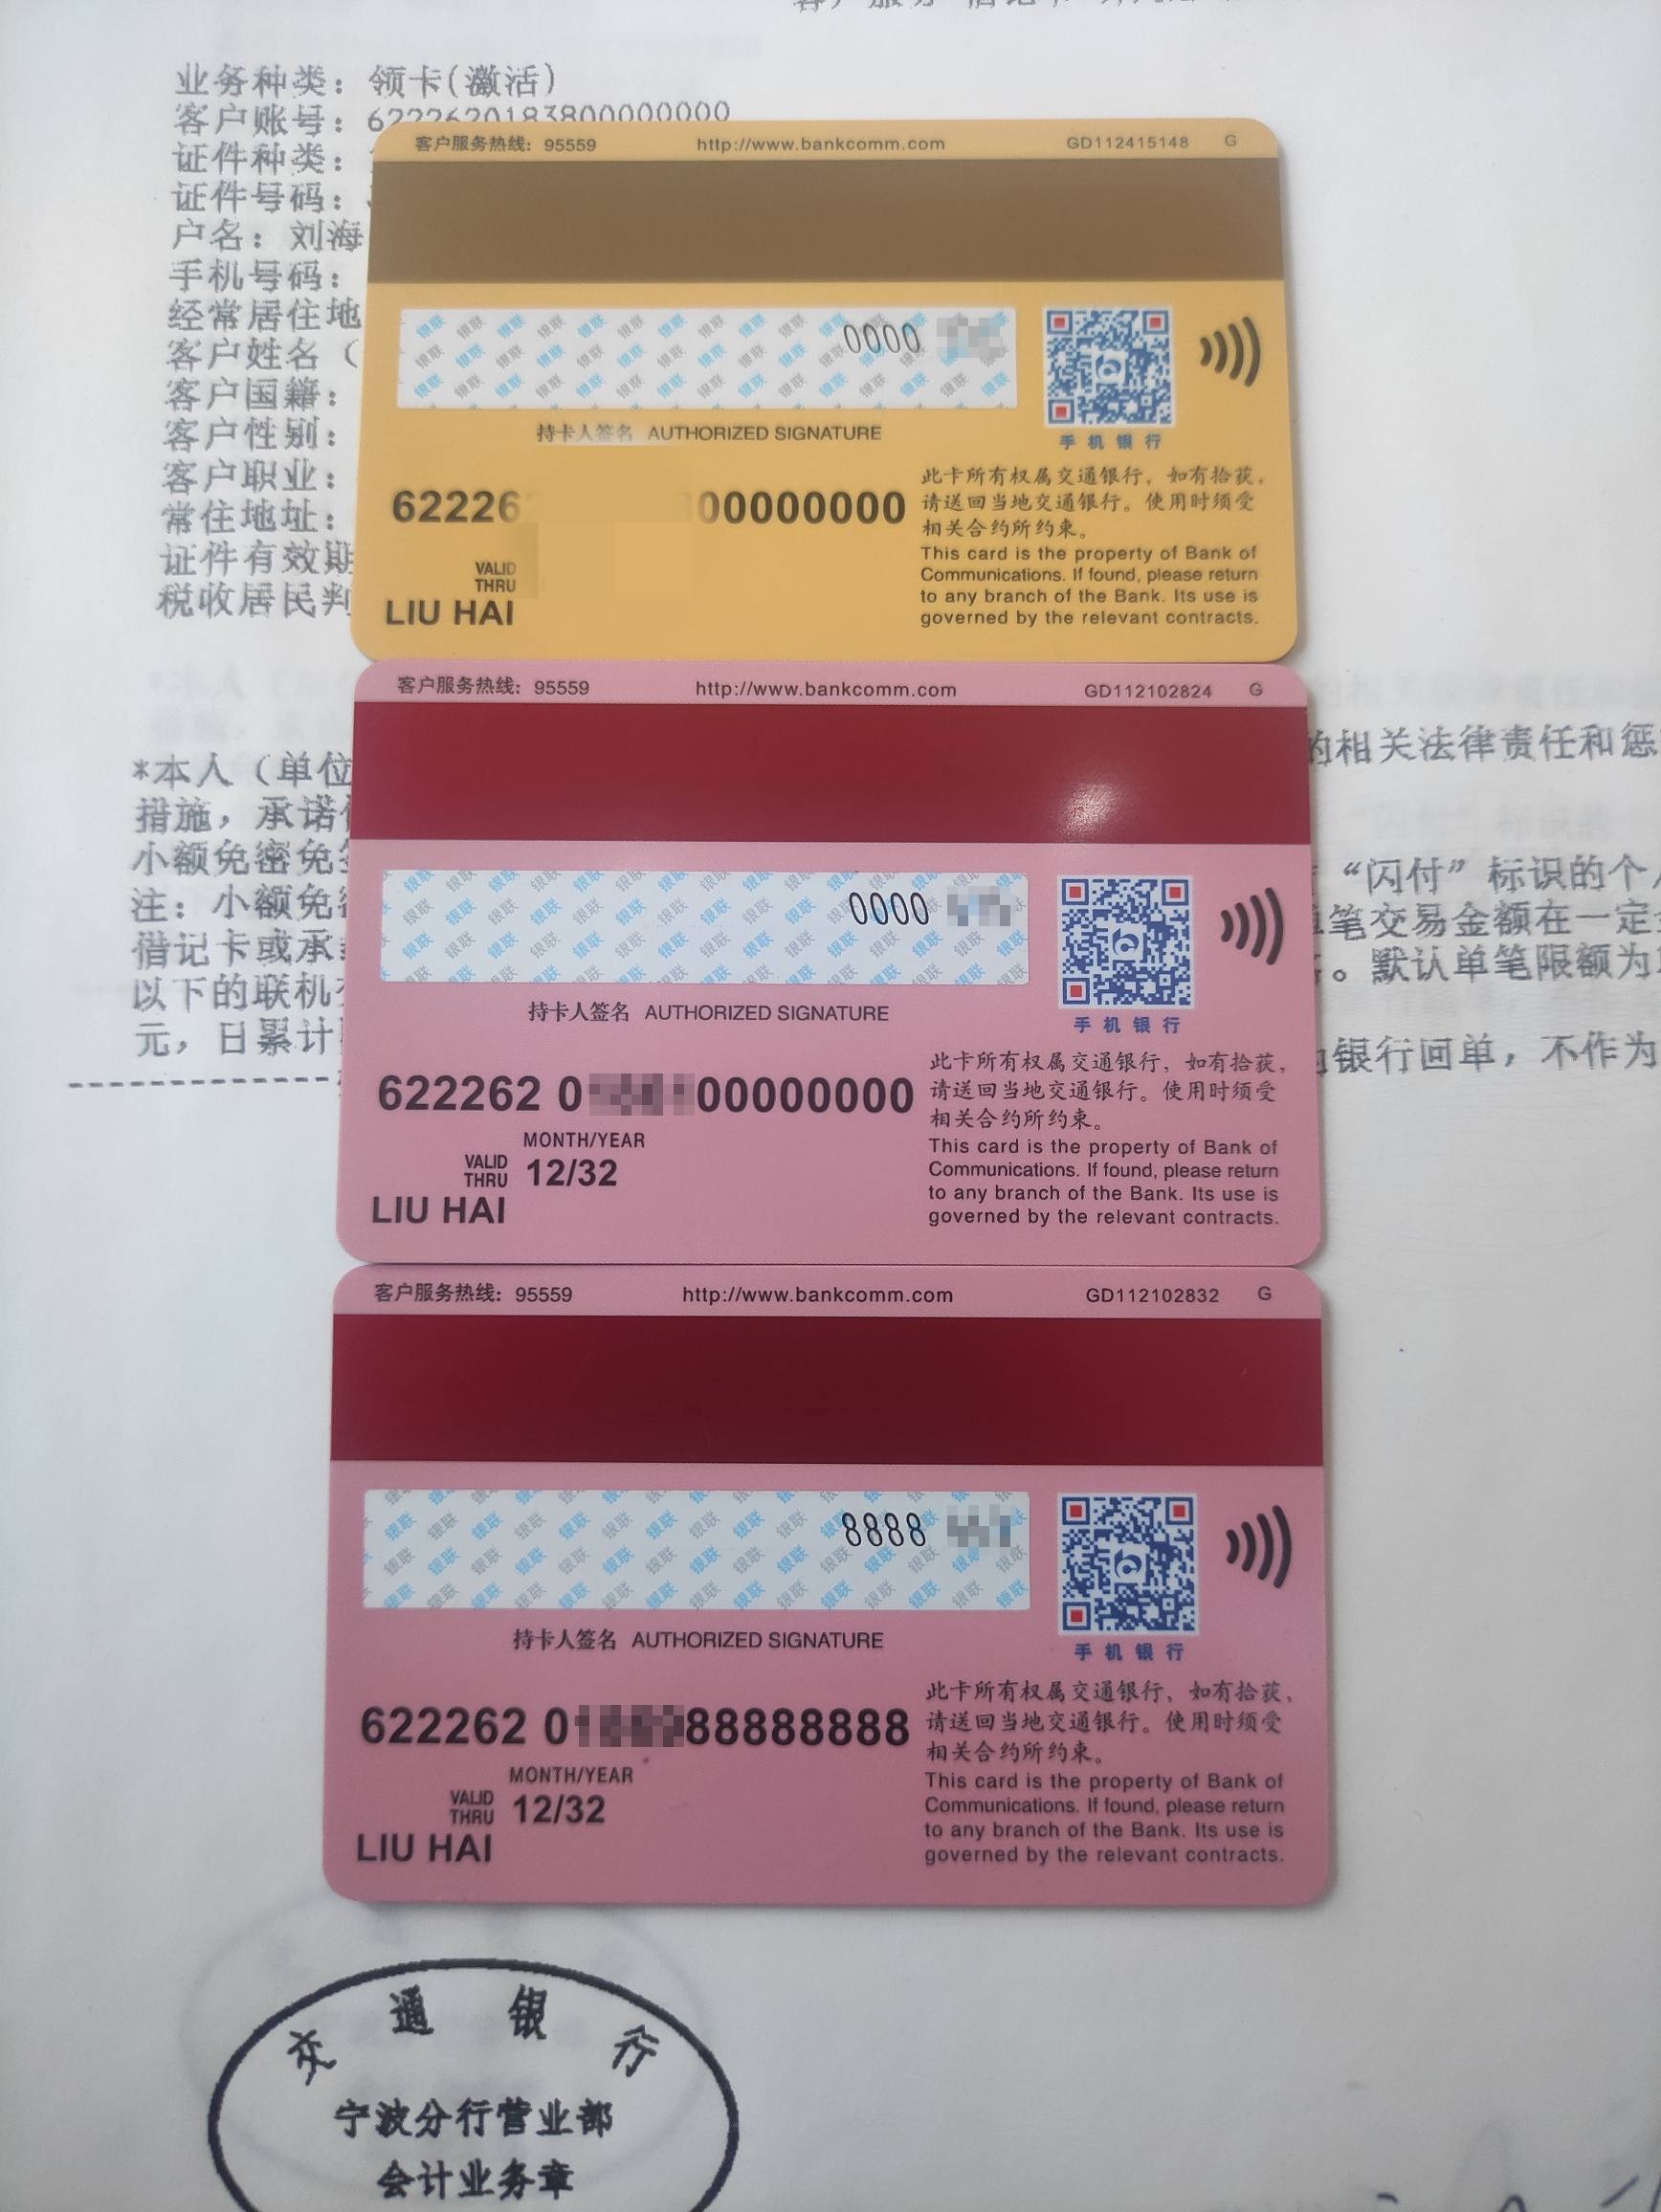 业务种类：领卡(激活)
客户账号：6222620183800000000
证件种类：
证件号码：
户名：刘海
手机号码：
经常居住地
客户姓名（
客户国籍：
客户性别：
客户职业：
常住地址：
证件有效期
税收居民判
客户服务热线：95559 http://www.bankcomm.com GD112415148 G
银联
0000
持卡人签名 AUTHORIZED SIGNATURE
手机银行
62226 00000000
VALID THRU
LIU HAI
此卡所有权属交通银行，如有拾获，
请送回当地交通银行。使用时须受
相关合约所约束。
This card is the property of Bank of
Communications. If found, please return
to any branch of the Bank. Its use is
governed by the relevant contracts.
客户服务热线：95559 http://www.bankcomm.com GD112102824 G
银联
0000
持卡人签名 AUTHORIZED SIGNATURE
手机银行
622262 0 00000000
MONTH/YEAR
VALID THRU 12/32
LIU HAI
此卡所有权属交通银行，如有拾获，
请送回当地交通银行。使用时须受
相关合约所约束。
This card is the property of Bank of
Communications. If found, please return
to any branch of the Bank. Its use is
governed by the relevant contracts.
客户服务热线：95559 http://www.bankcomm.com GD112102832 G
银联
8888
持卡人签名 AUTHORIZED SIGNATURE
手机银行
622262 0 88888888
MONTH/YEAR
VALID THRU 12/32
LIU HAI
此卡所有权属交通银行，如有拾获，
请送回当地交通银行。使用时须受
相关合约所约束。
This card is the property of Bank of
Communications. If found, please return
to any branch of the Bank. Its use is
governed by the relevant contracts.
*本人（单位 的相关法律责任和惩
措施，承诺
小额免密免 “闪付”标识的个
注：小额免 笔交易金额在一定
借记卡或承 。默认单笔限额为
以下的联机
元，日累计 银行回单，不作为
交通银行
宁波分行营业部
会计业务章